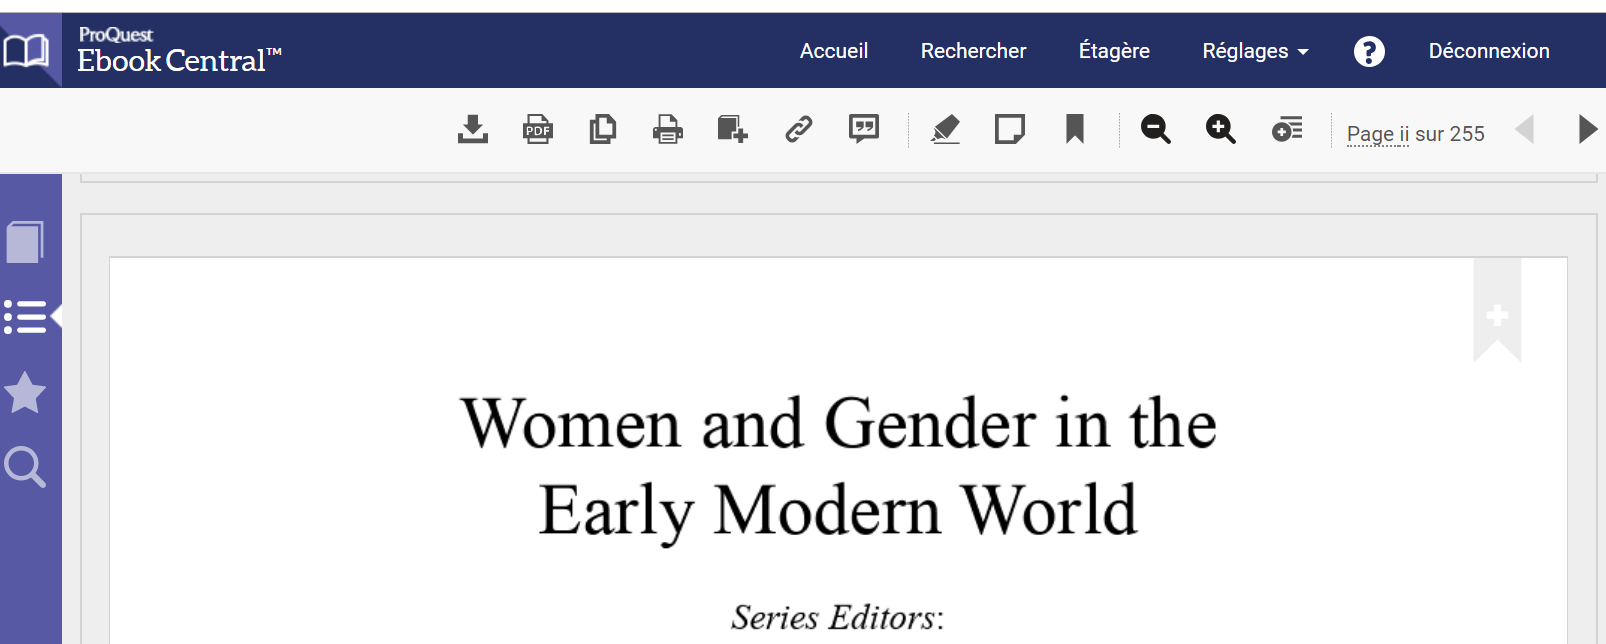 ProQuest
Ebook Central™
Accueil Rechercher Étagère Réglages ? Déconnexion
PDF
Page ii sur 255
Women and Gender in the
Early Modern World
Series Editors: